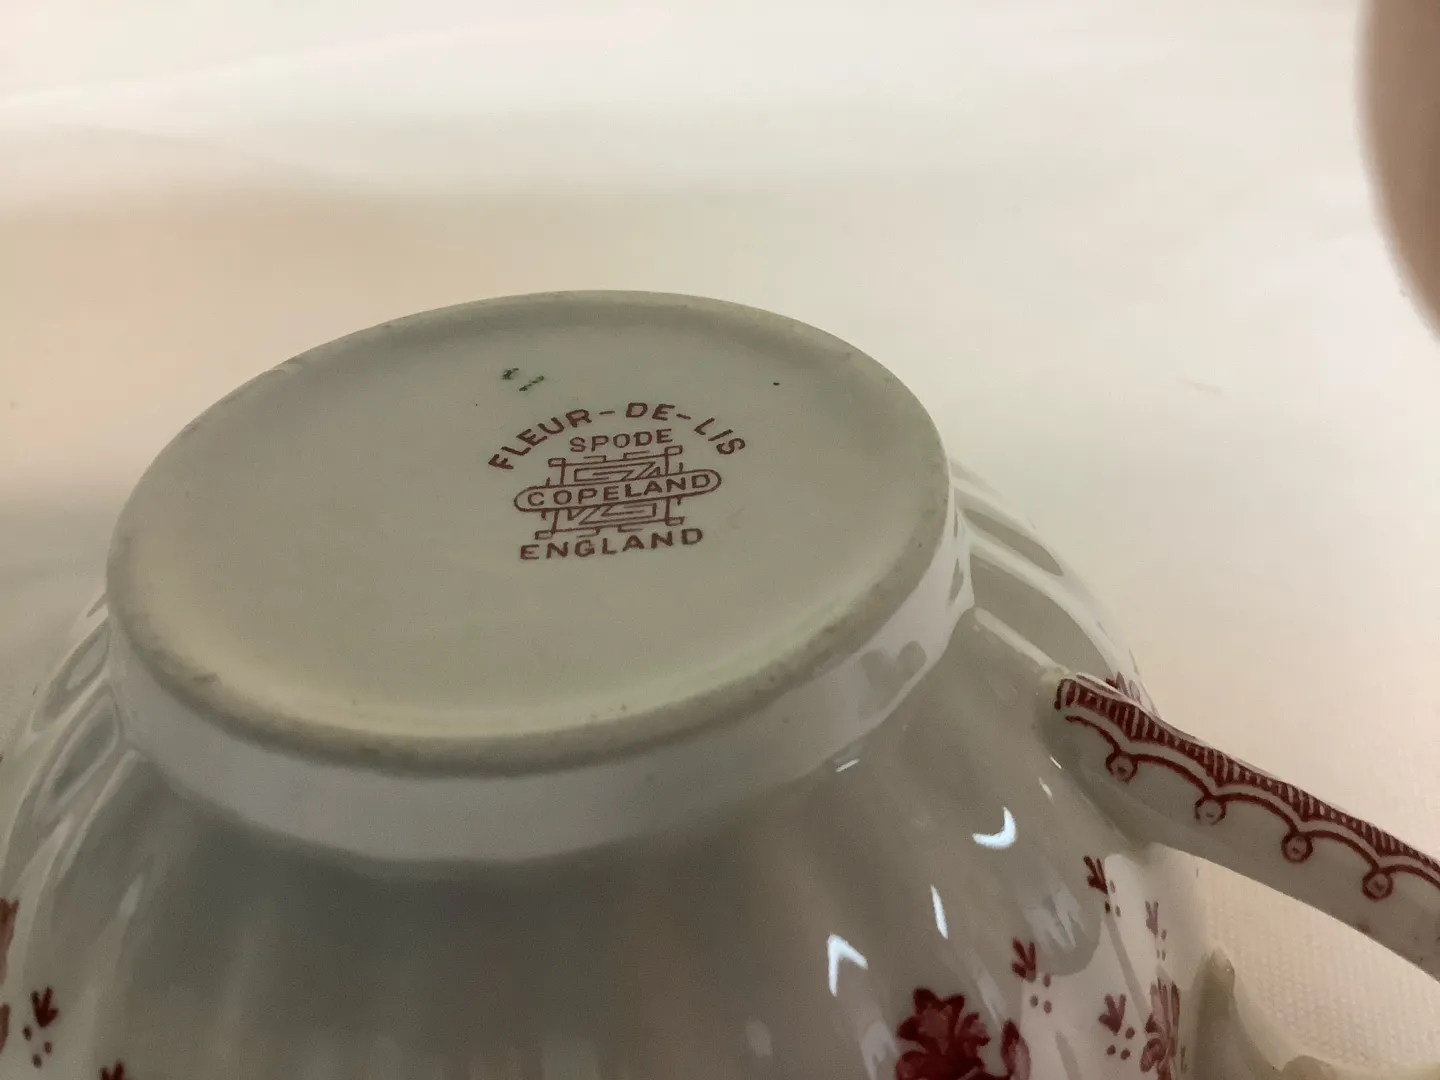 FLEUR-DE-LIS
SPODE
COPELAND
ENGLAND